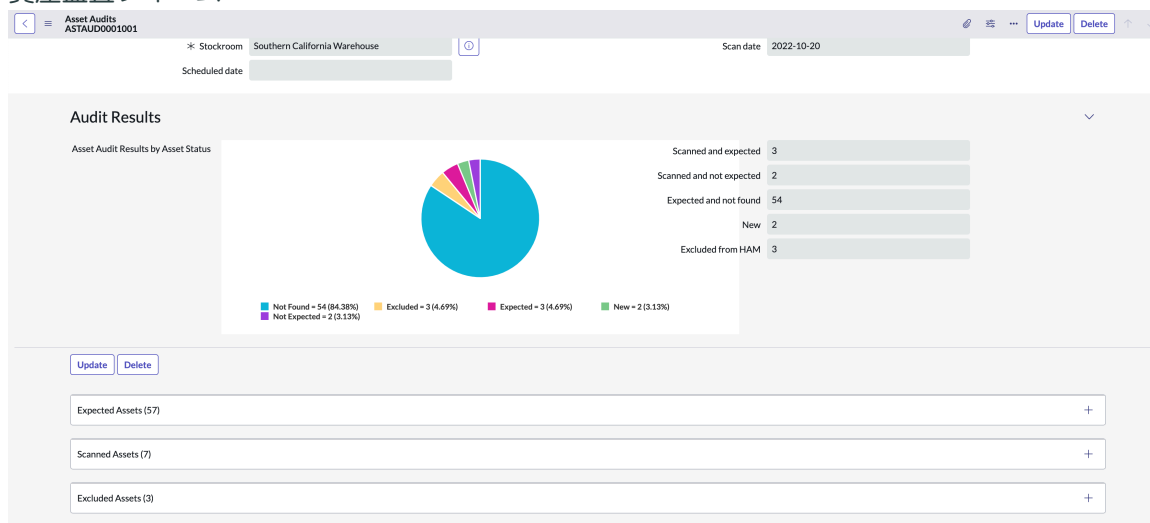 Asset Audits
ASTAUD0001001
Update Delete
Stockroom Southern California Warehouse
Scan date 2022-10-20
Scheduled date
Audit Results
Asset Audit Results by Asset Status
Scanned and expected 3
Scanned and not expected 2
Expected and not found 54
New 2
Excluded from HAM 3
Not Found = 54 (84.38%) Excluded = 3 (4.69%) Expected = 3 (4.69%) New = 2 (3.13%)
Not Expected = 2 (3.13%)
Update Delete
Expected Assets (57)
Scanned Assets (7)
Excluded Assets (3)